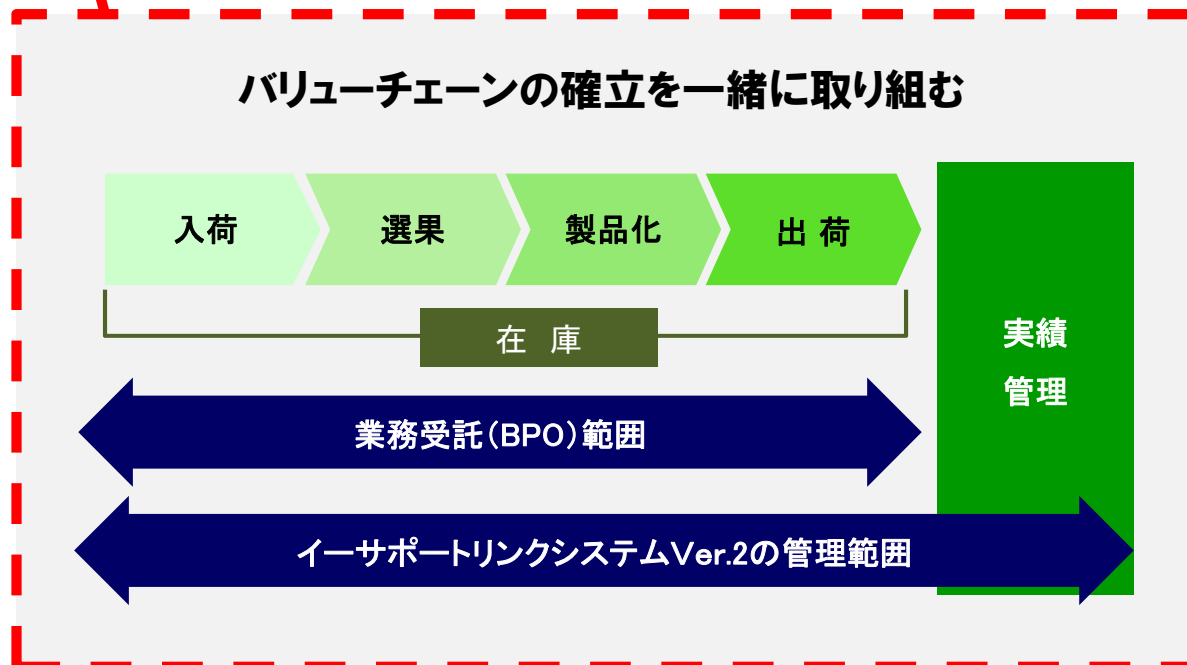 バリューチェーンの確立を一緒に取り組む
入荷
選果
製品化
出 荷
在 庫
実績
管理
業務受託(BPO)範囲
イーサポートリンクシステムVer.2の管理範囲